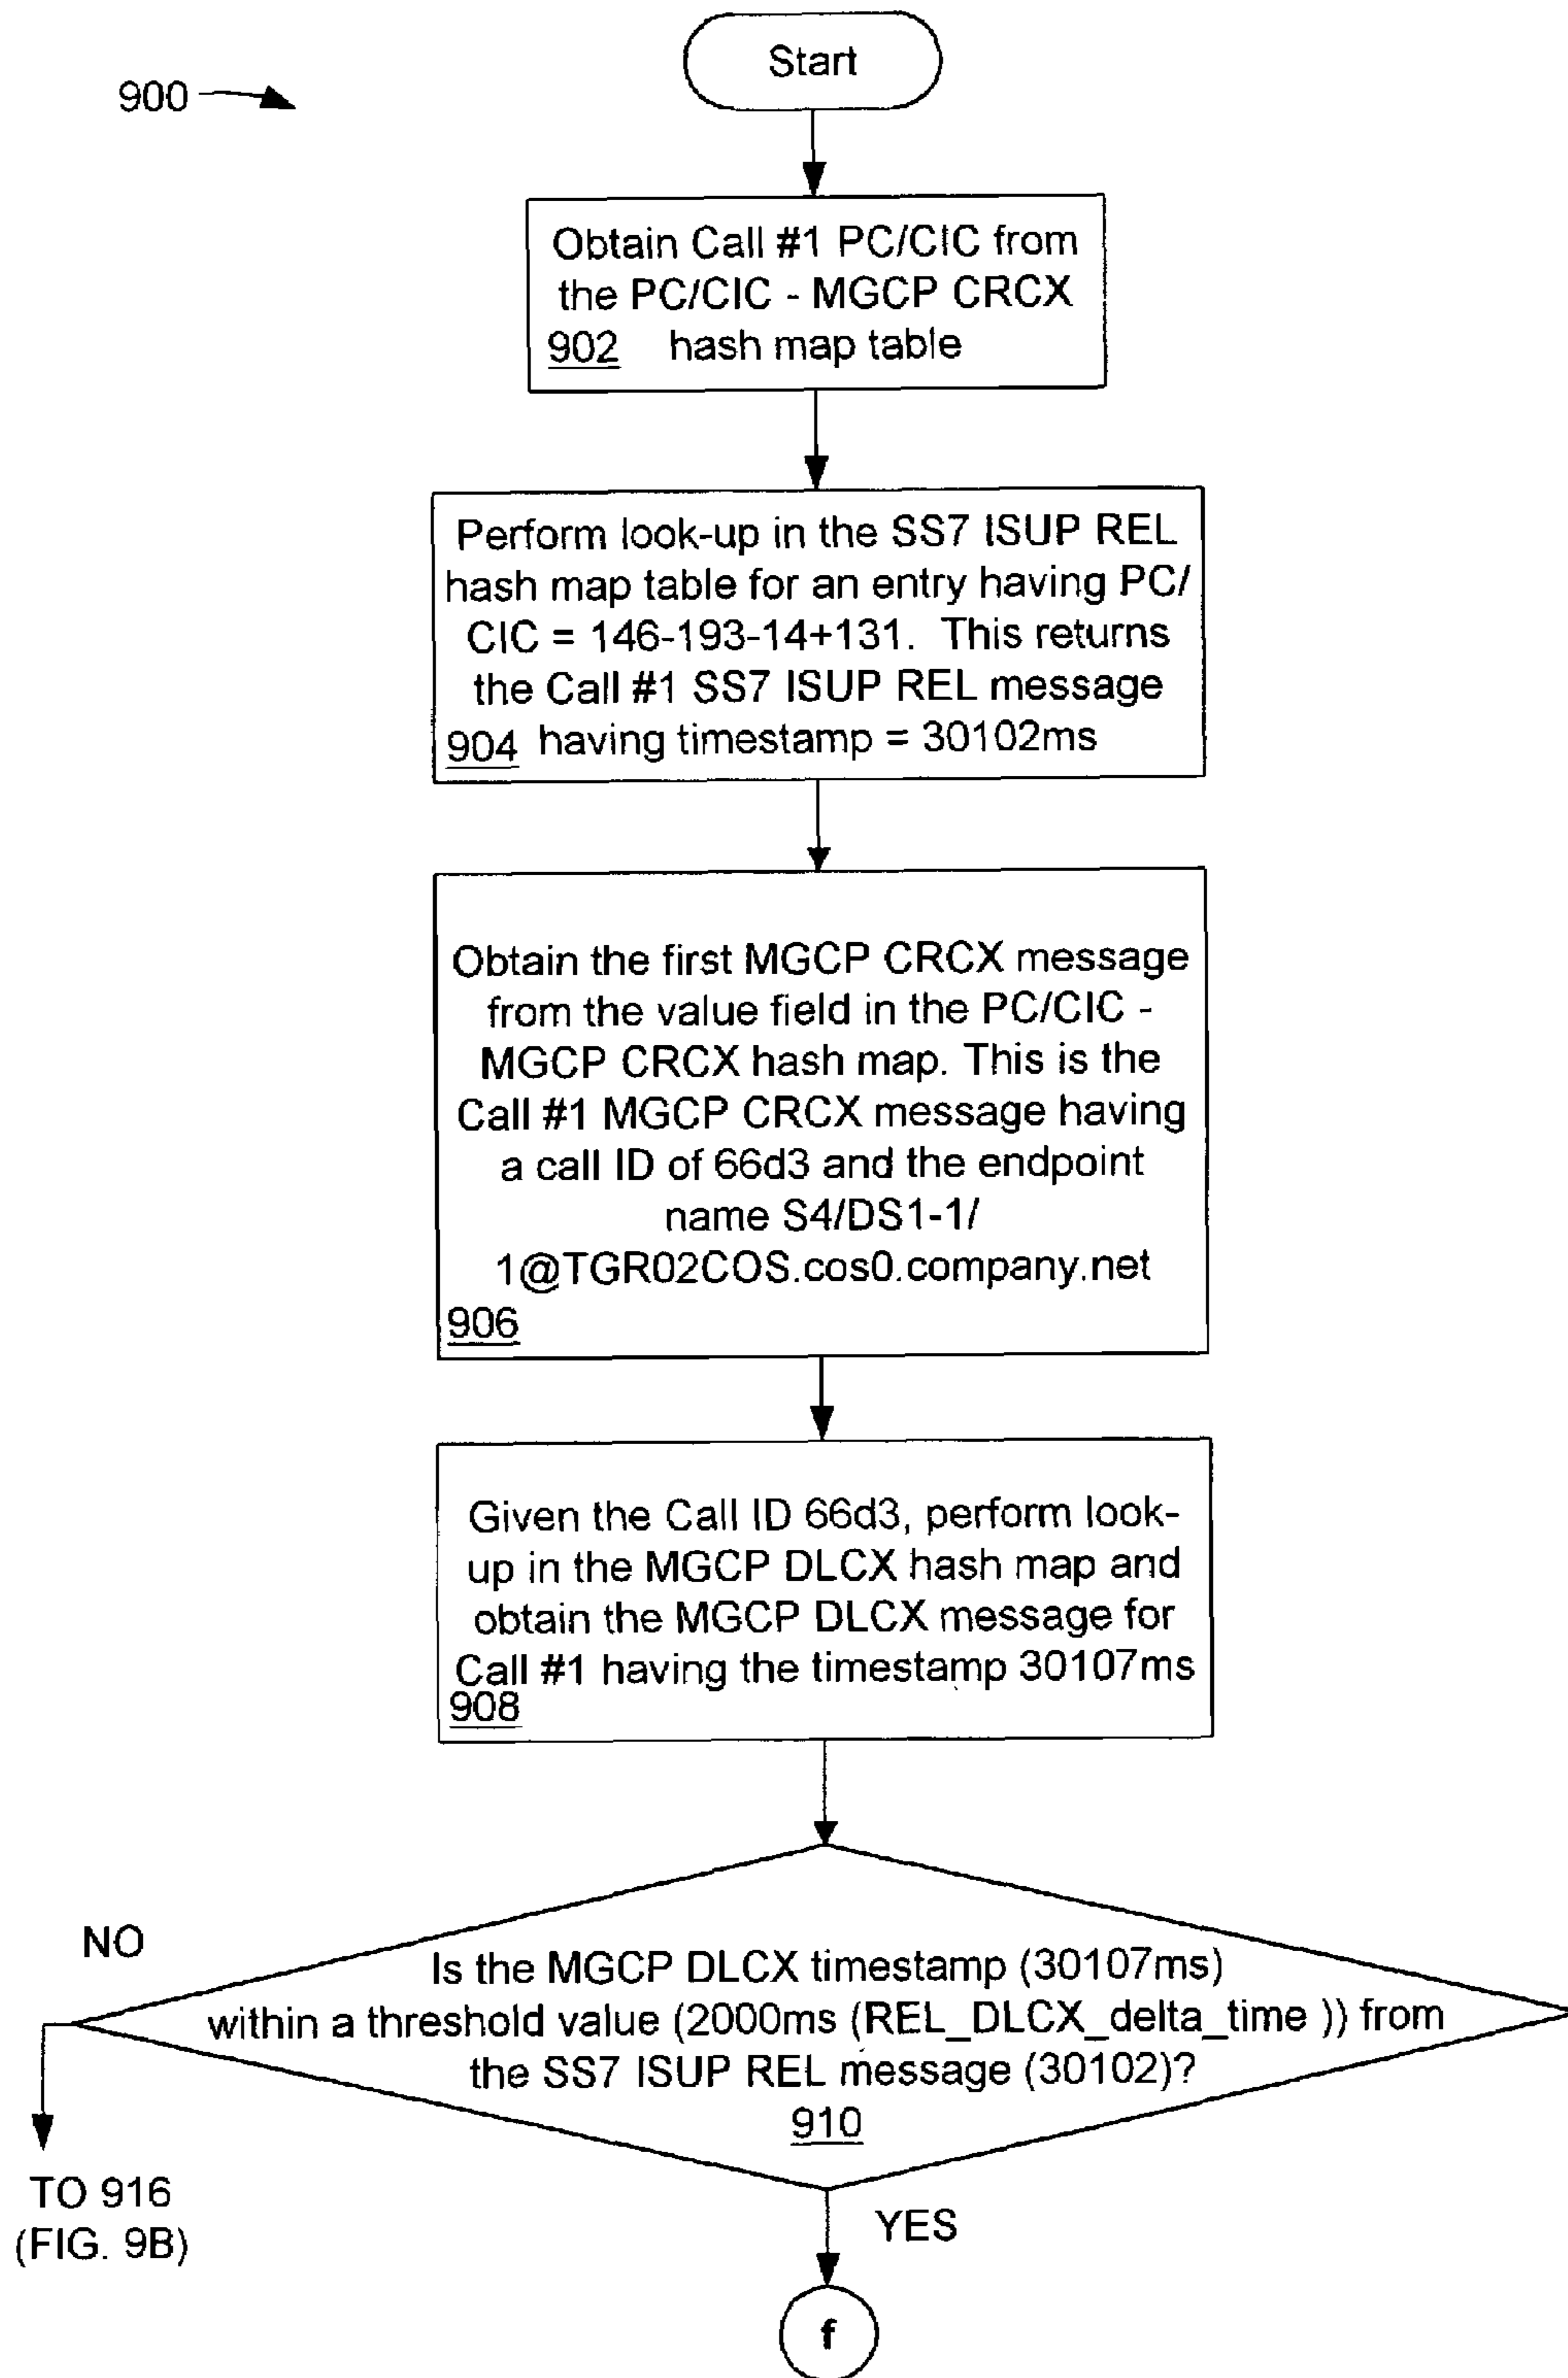 Start
900
Obtain Call #1 PC/CIC from
the PC/CIC - MGCP CRCX
902 hash map table
Perform look-up in the SS7 ISUP REL
hash map table for an entry having PC/
CIC = 146-193-14+131. This returns
the Call #1 SS7 ISUP REL message
904 having timestamp = 30102ms
Obtain the first MGCP CRCX message
from the value field in the PC/CIC -
MGCP CRCX hash map. This is the
Call #1 MGCP CRCX message having
a call ID of 66d3 and the endpoint
name S4/DS1-1/
1@TGR02COS.cos0.company.net
906
Given the Call ID 66d3, perform look-
up in the MGCP DLCX hash map and
obtain the MGCP DLCX message for
Call #1 having the timestamp 30107ms
908
NO
Is the MGCP DLCX timestamp (30107ms)
within a threshold value (2000ms (REL_DLCX_delta_time )) from
the SS7 ISUP REL message (30102)?
910
TO 916
(FIG. 9B)
YES
f